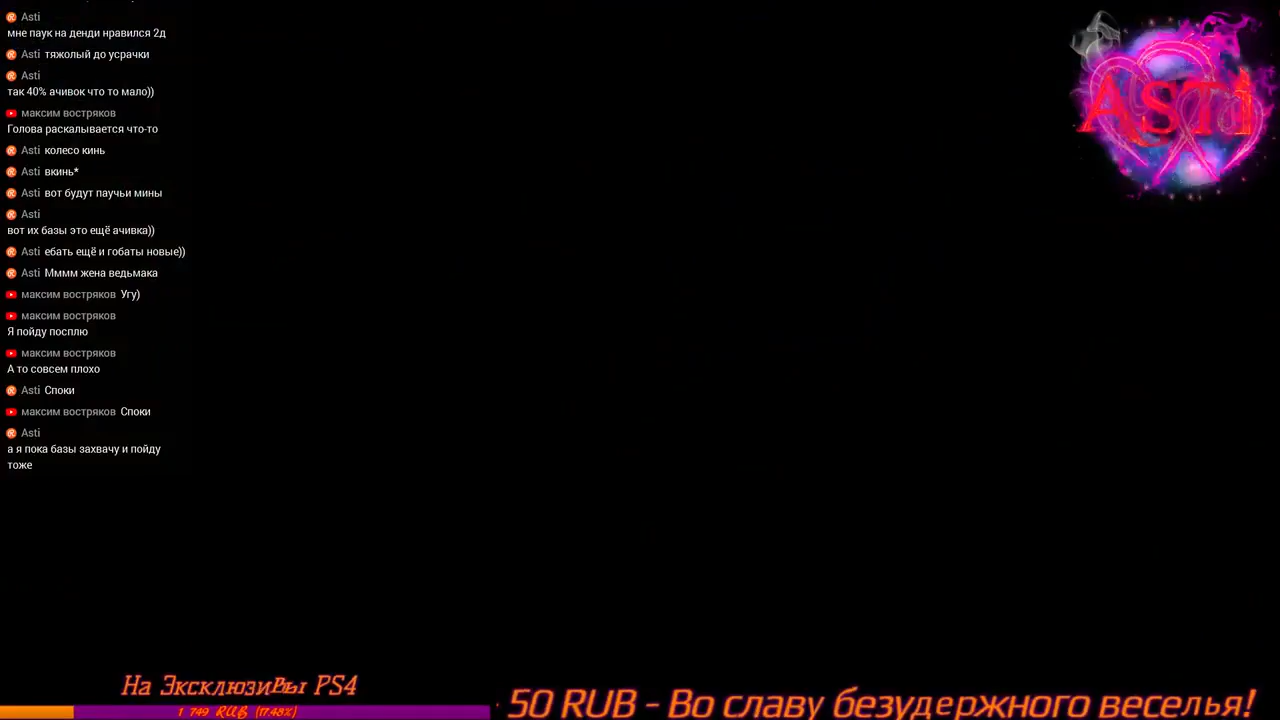 Asti
мне паук на денди нравился 2д
Asti тяжолый до усрачки
Asti
так 40% ачивок что то мало))
максим востряков
Голова раскалывается что-то
Asti колесо кинь
Asti вкинь*
Asti вот будут паучьи мины
Asti
вот их базы это ещё ачивка))
Asti ебать ещё и гобаты новые))
Asti Мммм жена ведьмака
максим востряков Угу)
максим востряков
Я пойду посплю
максим востряков
А то совсем плохо
Asti Споки
максим востряков Споки
Asti
а я пока базы захвачу и пойду
тоже
ASTI
На Эксклюзивы PS4
1 749 RUB (17.48%)
50 RUB - Во славу безудержного веселья!